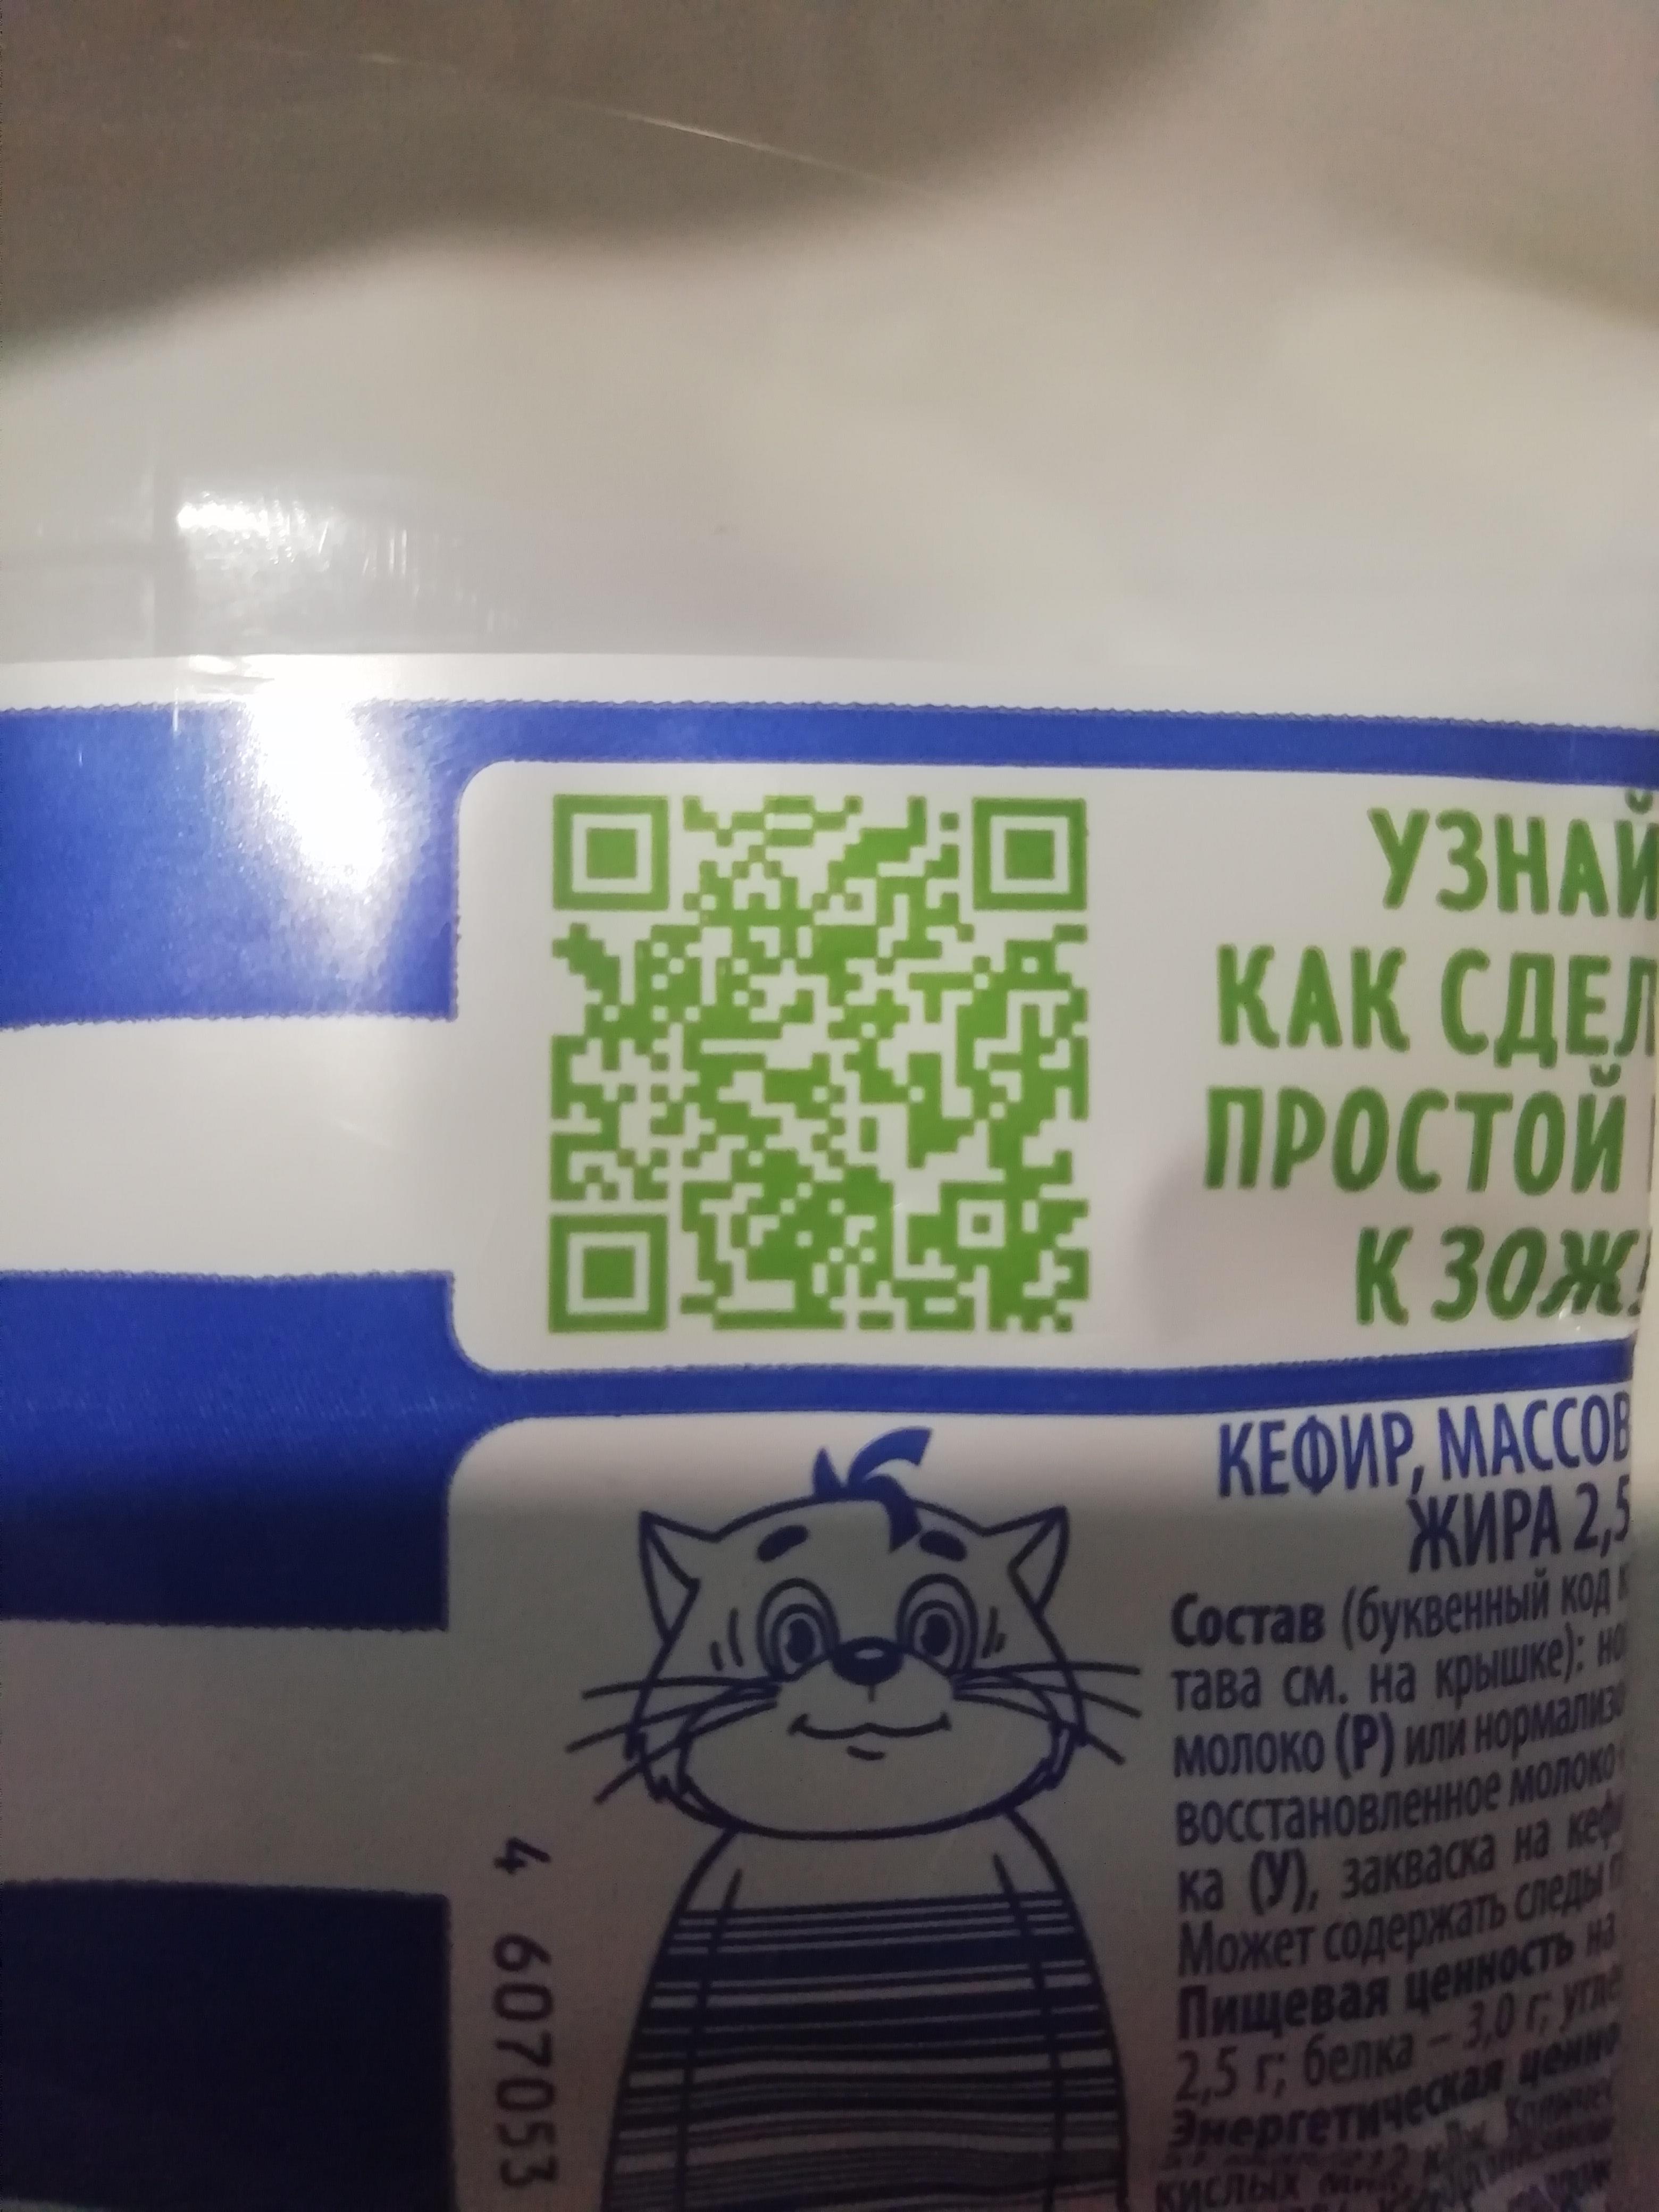 УЗНАЙ
КАК СДЕЛ
ПРОСТОЙ
К ЗОЖ!
КЕФИР, МАССОВ
ЖИРА 2,5
Состав (буквенный код к
тава см. на крышке): но
молоко (Р) или нормализо
восстановленное молоко
ка (У), закваска на кеф
Может содержать следы
Пищевая ценность на
2,5 г; белка – 3,0 г; угле
Энергетическая ценно
кислых
4 607053